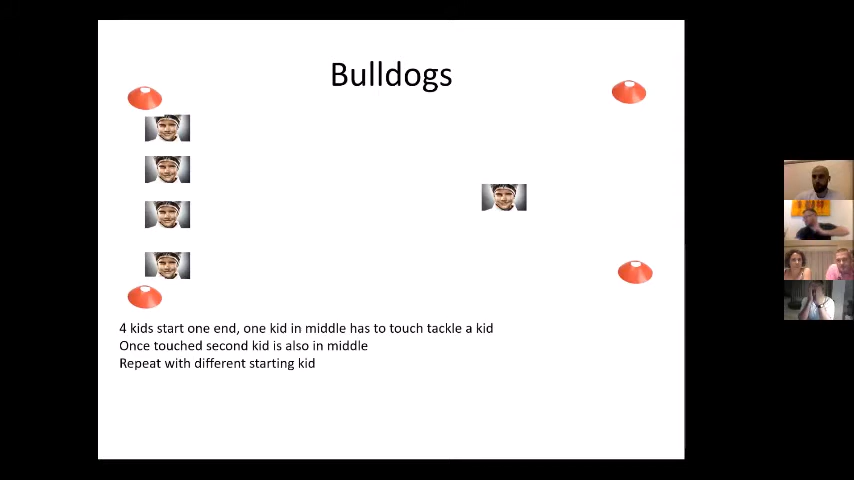 Bulldogs
4 kids start one end, one kid in middle has to touch tackle a kid
Once touched second kid is also in middle
Repeat with different starting kid